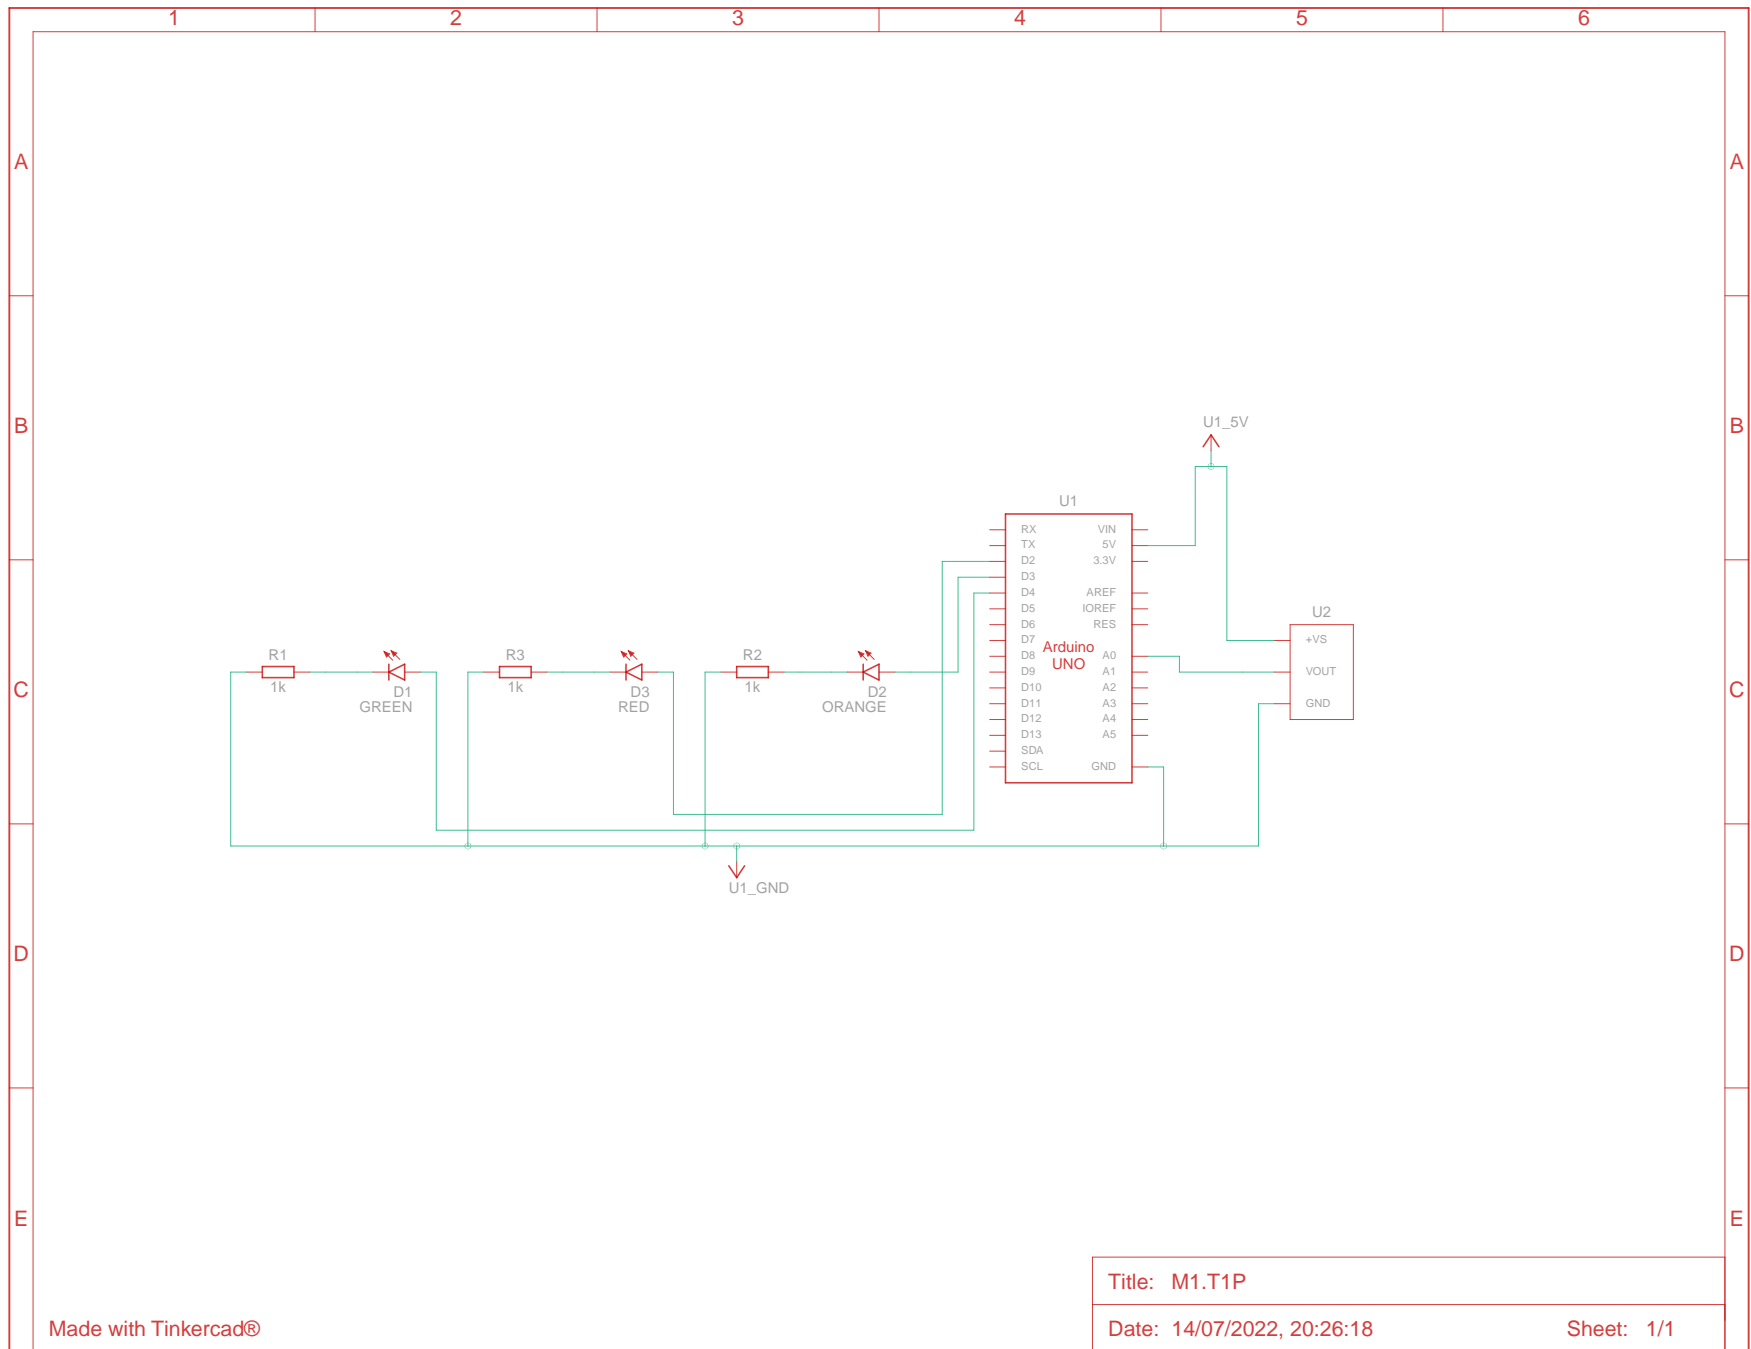 1 2 3 4 5 6
A A
B B
U1_5V
U1
RX VIN
TX 5V
D2 3.3V
D3
D4 AREF
D5 IOREF
D6 RES
D7
D8 A0
D9 A1
D10 A2
D11 A3
D12 A4
D13 A5
SDA
SCL GND
Arduino
UNO
U2
+VS
VOUT
GND
R1
1k
D1
GREEN
R3
1k
D3
RED
R2
1k
D2
ORANGE
C C
U1_GND
D D
E E
Title: M1.T1P
Made with Tinkercad®
Date: 14/07/2022, 20:26:18 Sheet: 1/1